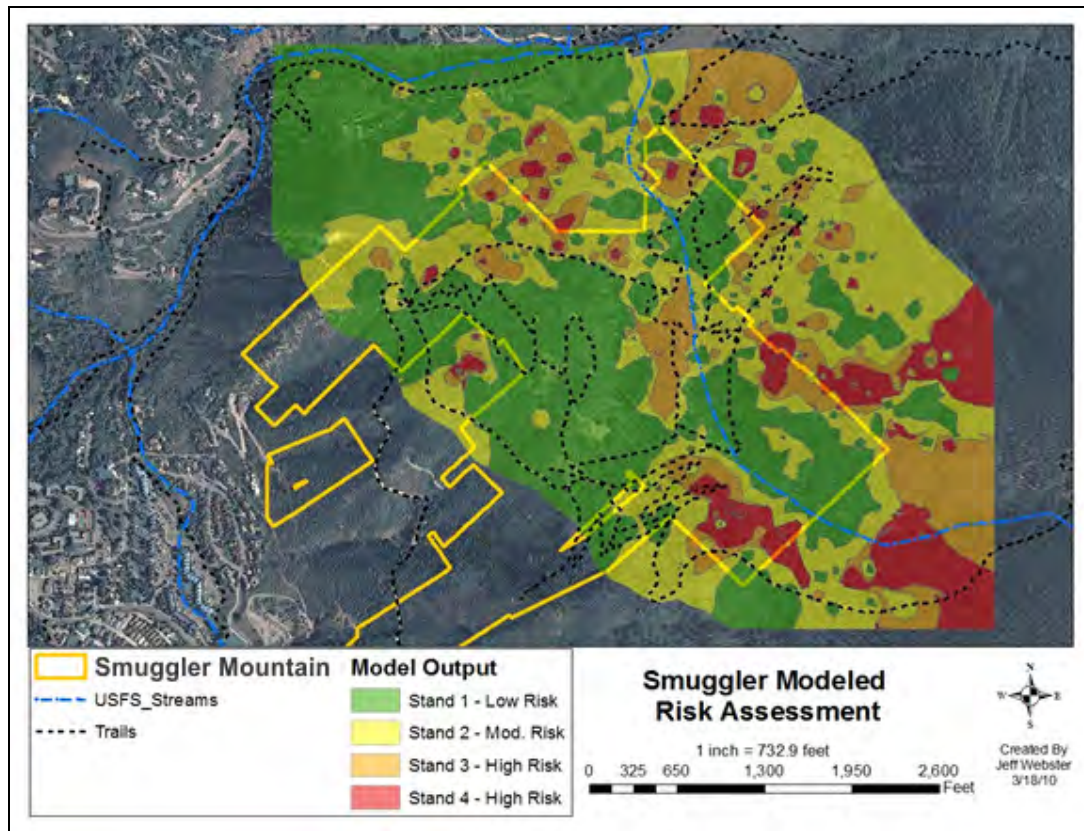 Smuggler Mountain
USFS_Streams
Trails
Model Output
Stand 1 - Low Risk
Stand 2 - Mod. Risk
Stand 3 - High Risk
Stand 4 - High Risk
Smuggler Modeled
Risk Assessment
1 inch = 732.9 feet
0 325 650 1,300 1,950 2,600
Feet
N
W E
S
Created By
Jeff Webster
3/18/10